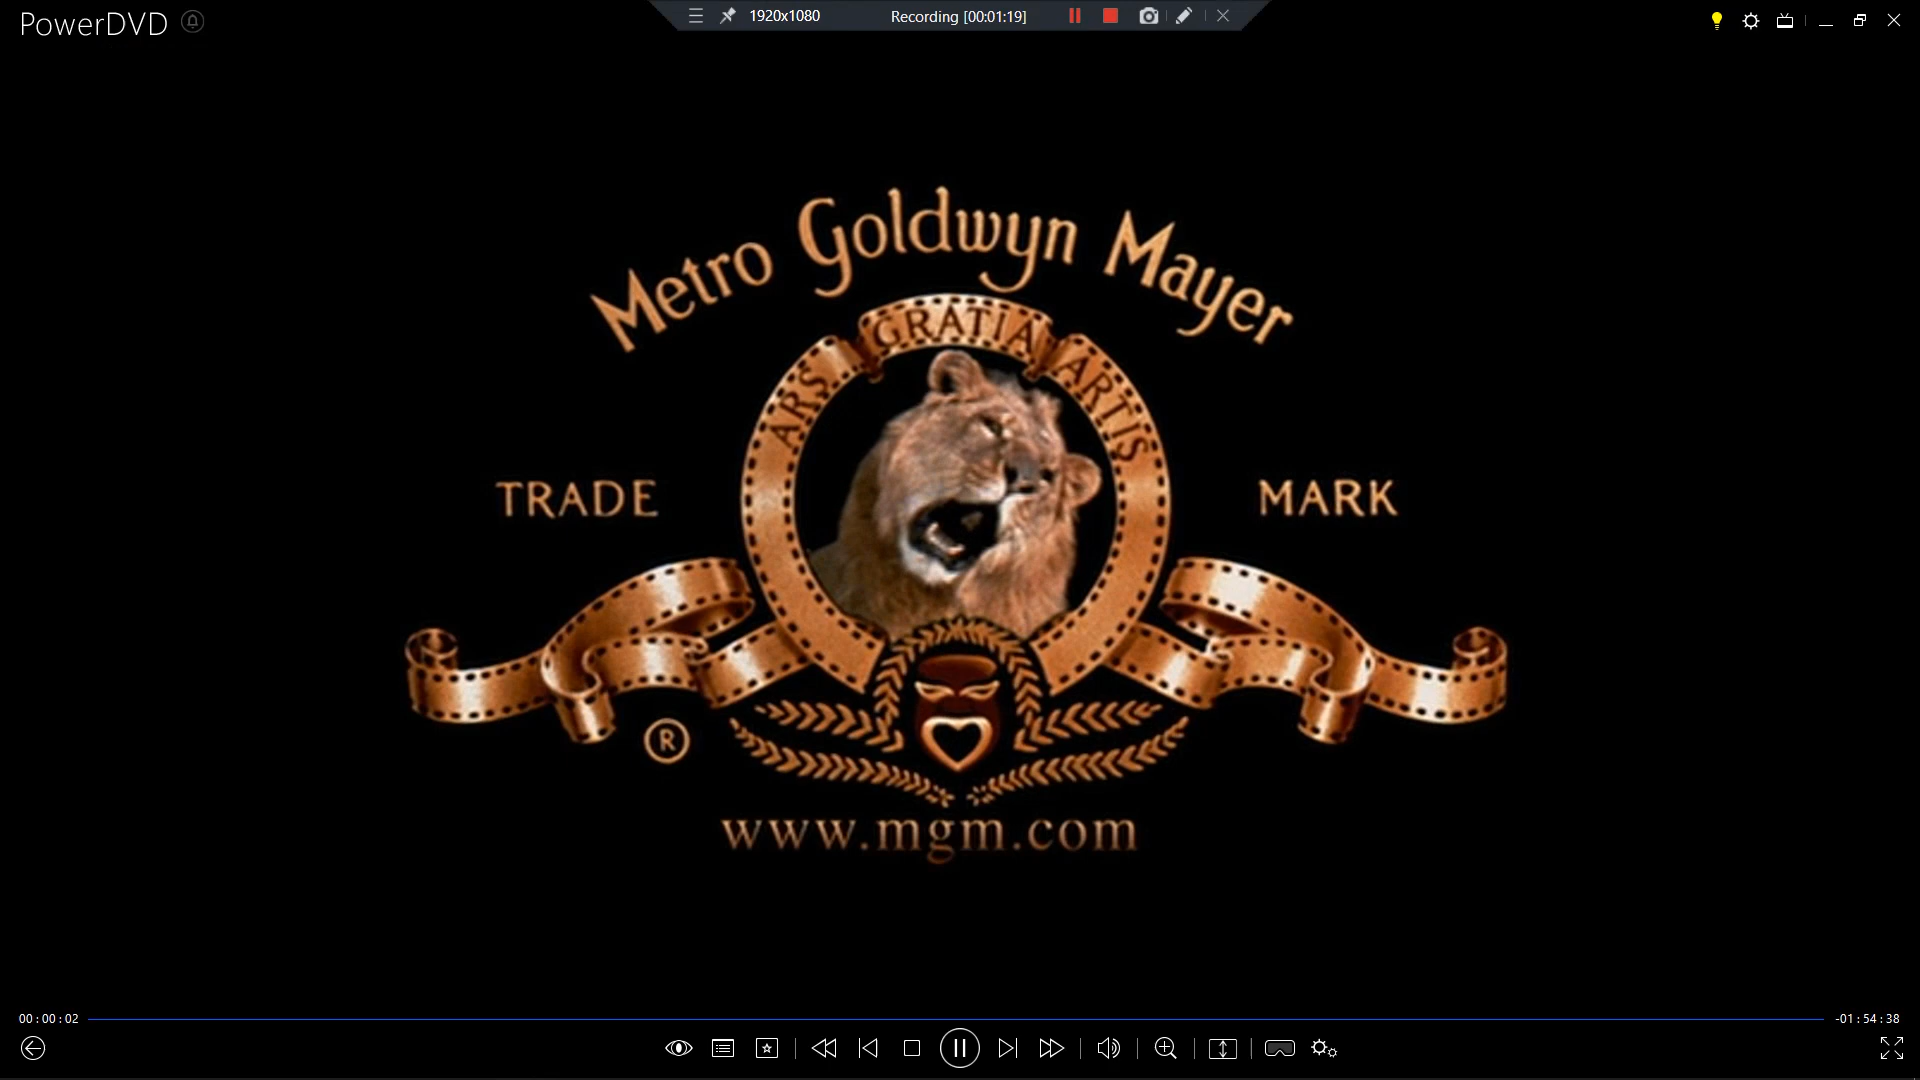 PowerDVD
1920x1080
Recording [00:01:19]
Metro Goldwyn Mayer
ARS GRATIA ARTIS
TRADE
MARK
®
www.mgm.com
00:00:02
-01:54:38